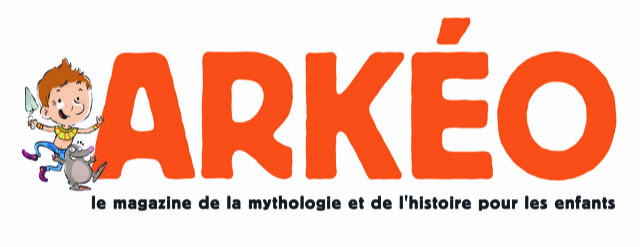 ARKÉO
le magazine de la mythologie et de l'histoire pour les enfants